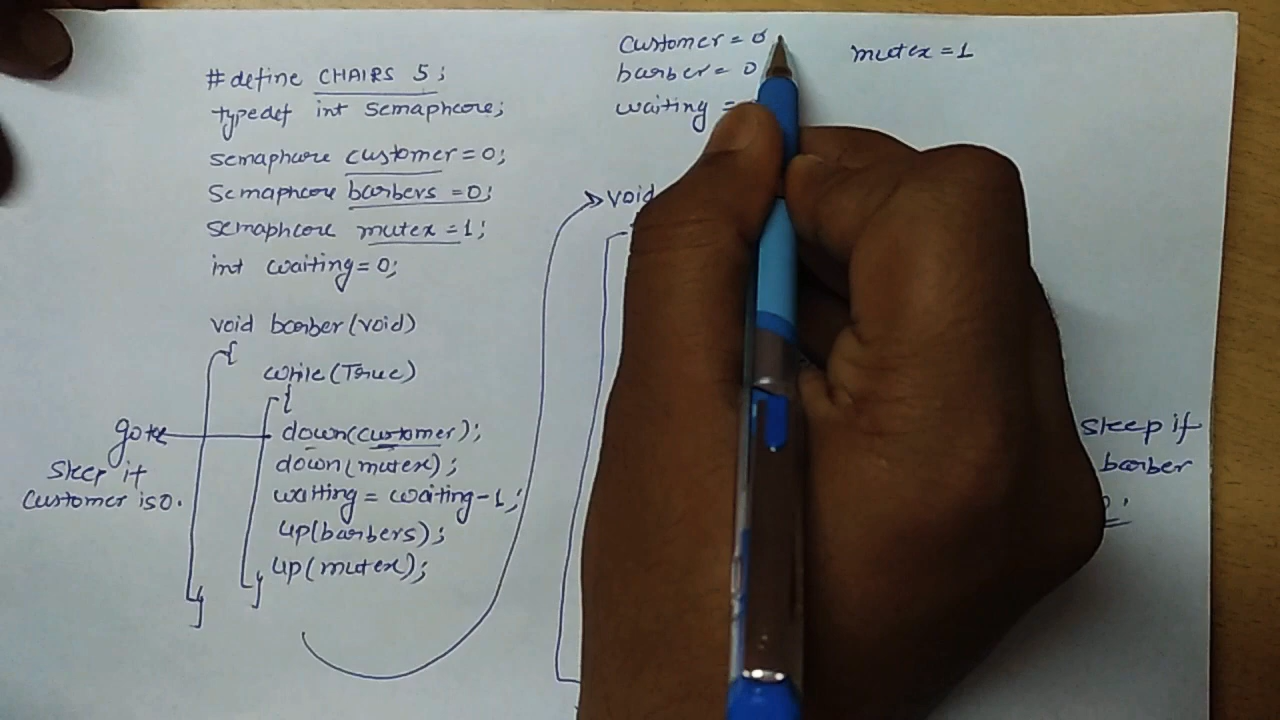 #define CHAIRS 5;
typedef int semaphore;
semaphore customer=0;
semaphore barbers=0;
semaphore mutex=1;
int waiting=0;
void barber(void)
{
while(True)
{
down(customer);
down(mutex);
waiting = waiting-1;
up(barbers);
up(mutex);
}
}
goto
sleep if
customer is 0.
customer = 0
barber = 0
waiting =
mutex = 1
void
sleep if
barber